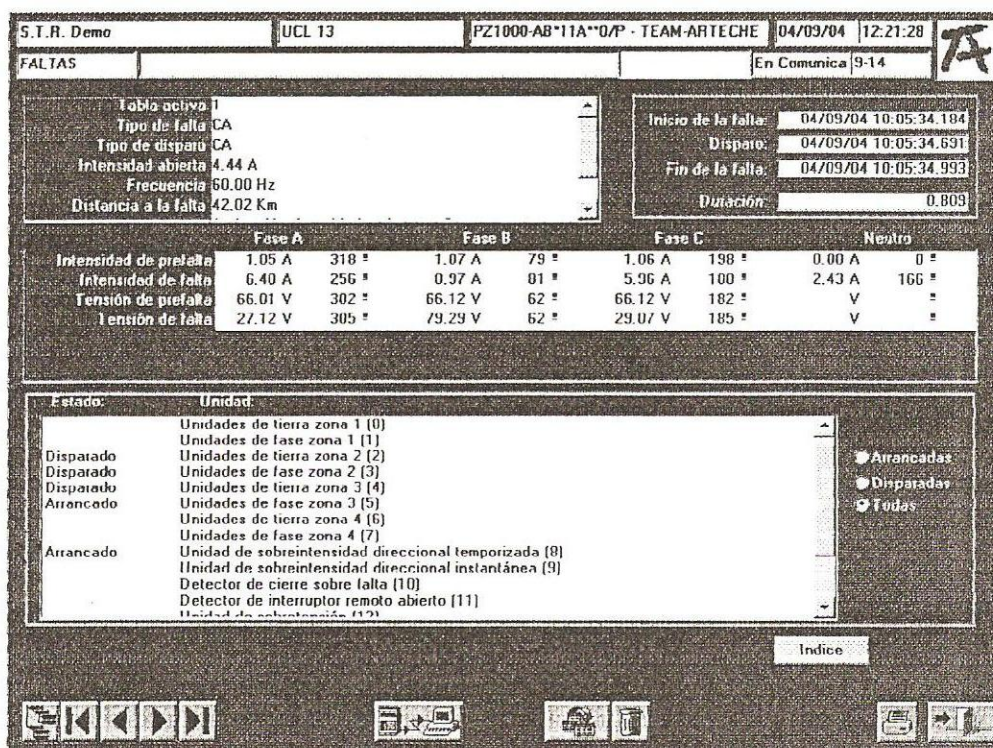 S.T.R. Demo UCL 13 PZ1000-AB*11A**0/P - TEAM-ARTECHE 04/09/04 12:21:28
FALTAS En Comunica 9-14
Tabla activa 1
Tipo de falta CA
Tipo de disparo CA
Intensidad abierta 4.44 A
Frecuencia 60.00 Hz
Distancia a la falta 42.02 Km
Inicio de la falta: 04/09/04 10:05:34.184
Disparo: 04/09/04 10:05:34.691
Fin de la falta: 04/09/04 10:05:34.993
Duración: 0.809
Fase A Fase B Fase C Neutro
Intensidad de prefalta 1.05 A 318 º 1.07 A 79 º 1.06 A 198 º 0.00 A 0 º
Intensidad de falta 6.40 A 256 º 0.97 A 81 º 5.96 A 100 º 2.43 A 166 º
Tensión de prefalta 66.01 V 302 º 66.12 V 62 º 66.12 V 182 º V º
Tensión de falta 27.12 V 305 º 79.29 V 62 º 29.07 V 185 º V º
Estado: Unidad:
Unidades de tierra zona 1 (0)
Unidades de fase zona 1 (1)
Disparado Unidades de tierra zona 2 (2)
Disparado Unidades de fase zona 2 (3)
Disparado Unidades de tierra zona 3 (4)
Arrancado Unidades de fase zona 3 (5)
Unidades de tierra zona 4 (6)
Unidades de fase zona 4 (7)
Arrancado Unidad de sobreintensidad direccional temporizada (8)
Unidad de sobreintensidad direccional instantánea (9)
Detector de cierre sobre falta (10)
Detector de interruptor remoto abierto (11)
Unidad de sobretensión (12)
Arrancadas
Disparadas
Todas
Indice